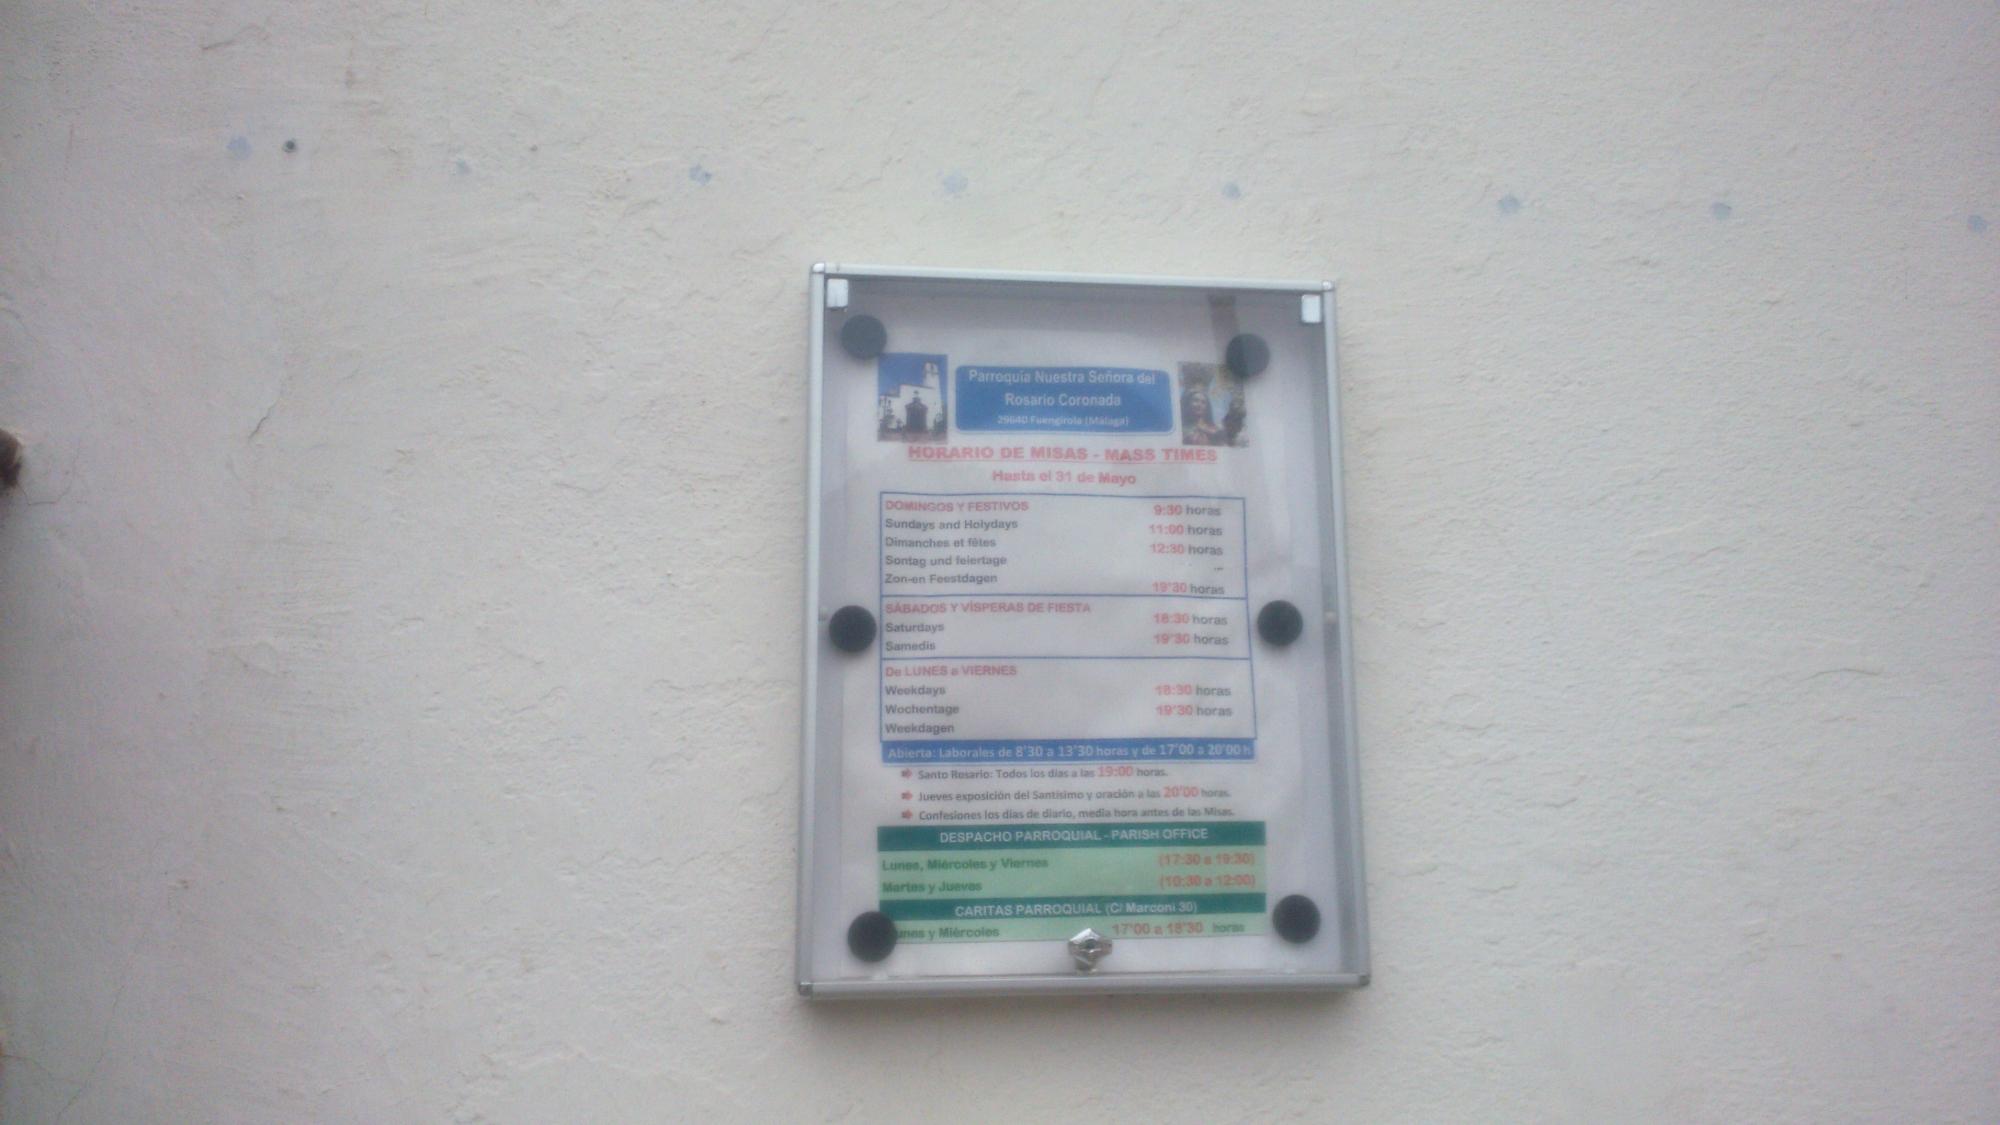 Parroquia Nuestra Señora del
Rosario Coronada
29640 Fuengirola (Málaga)
HORARIO DE MISAS - MASS TIMES
Hasta el 31 de Mayo
DOMINGOS Y FESTIVOS 9:30 horas
Sundays and Holydays 11:00 horas
Dimanches et fêtes 12:30 horas
Sontag und feiertage
Zon-en Feestdagen 19'30 horas
SÁBADOS Y VÍSPERAS DE FIESTA 18:30 horas
Saturdays 19'30 horas
Samedis
De LUNES a VIERNES
Weekdays 18:30 horas
Wochentage 19'30 horas
Weekdagen
Abierta: Laborales de 8'30 a 13'30 horas y de 17'00 a 20'00 h
Santo Rosario: Todos los días a las 19:00 horas.
Jueves exposición del Santísimo y oración a las 20'00 horas.
Confesiones los días de diario, media hora antes de las Misas.
DESPACHO PARROQUIAL - PARISH OFFICE
Lunes, Miércoles y Viernes (17:30 a 19:30)
Martes y Jueves (10:30 a 12:00)
CARITAS PARROQUIAL (C/ Marconi 30)
unes y Miércoles 17'00 a 18'30 horas